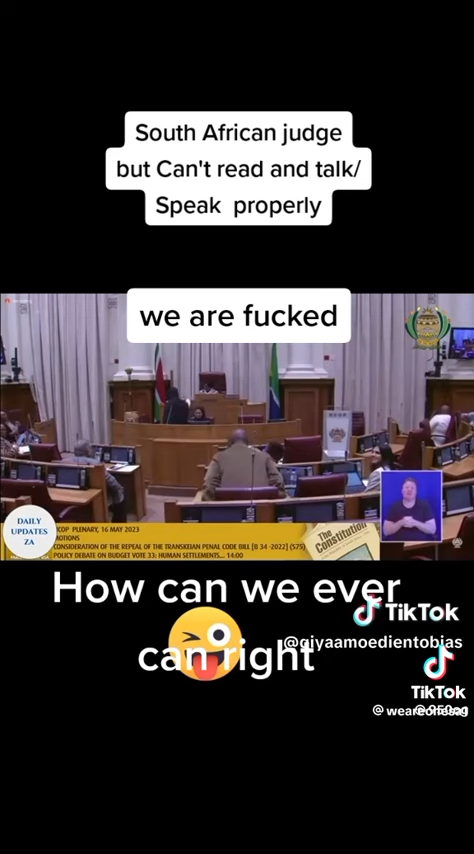 South African judge
but Can't read and talk/
Speak properly
we are fucked
DAILY
UPDATES
ZA
NCOP PLENARY, 16 MAY 2023
MOTIONS
CONSIDERATION OF THE REPEAL OF THE TRANSKEIAN PENAL CODE BILL [B 34 -2022] (S75)
POLICY DEBATE ON BUDGET VOTE 33: HUMAN SETTLEMENTS... 14:00
The Constitution
How can we ever
can right
TikTok
@qiyaamoedientobias
TikTok